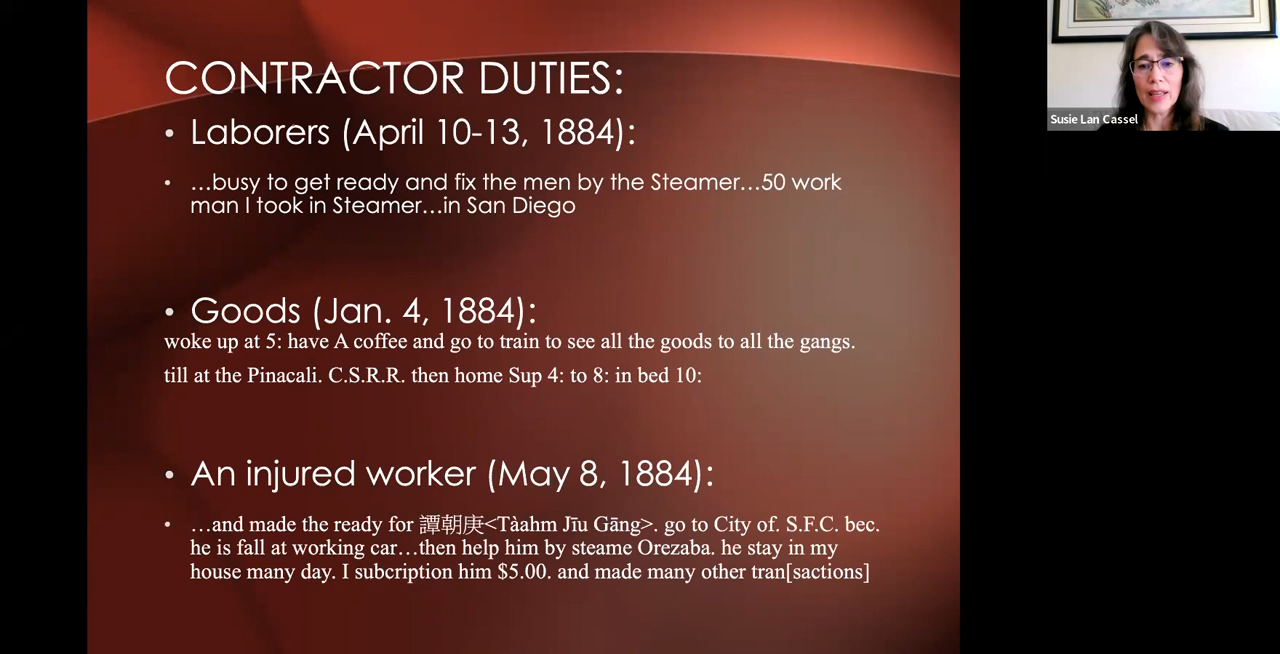 CONTRACTOR DUTIES:
• Laborers (April 10-13, 1884):
• …busy to get ready and fix the men by the Steamer…50 work
man I took in Steamer…in San Diego
• Goods (Jan. 4, 1884):
woke up at 5: have A coffee and go to train to see all the goods to all the gangs.
till at the Pinacali. C.S.R.R. then home Sup 4: to 8: in bed 10:
• An injured worker (May 8, 1884):
• …and made the ready for 譚朝庚<Tàahm Jīu Gāng>. go to City of. S.F.C. bec.
he is fall at working car…then help him by steame Orezaba. he stay in my
house many day. I subcription him $5.00. and made many other tran[sactions]
Susie Lan Cassel